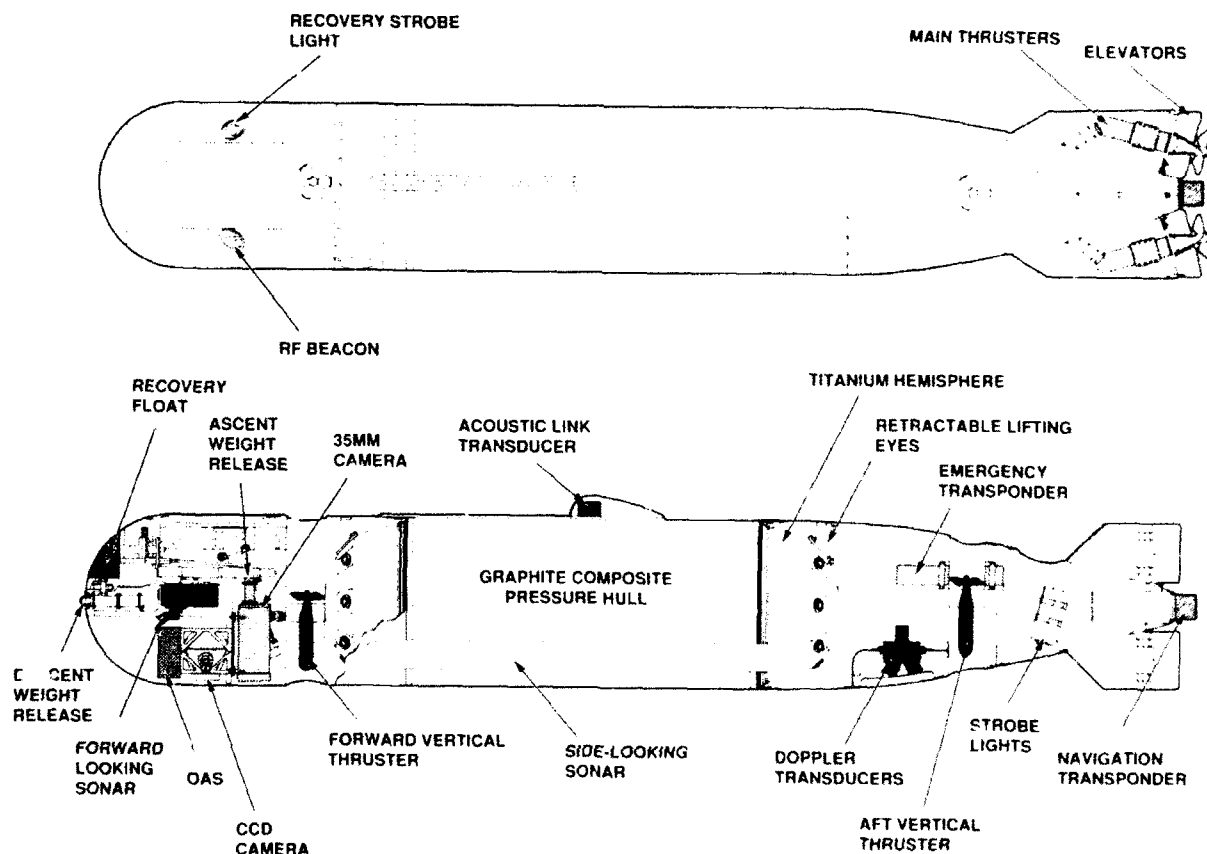 RECOVERY STROBE
LIGHT
MAIN THRUSTERS
ELEVATORS
RF BEACON
RECOVERY
FLOAT
ASCENT
WEIGHT
RELEASE
35MM
CAMERA
ACOUSTIC LINK
TRANSDUCER
TITANIUM HEMISPHERE
RETRACTABLE LIFTING
EYES
EMERGENCY
TRANSPONDER
GRAPHITE COMPOSITE
PRESSURE HULL
WEIGHT
RELEASE
FORWARD
LOOKING
SONAR
OAS
CCD
CAMERA
FORWARD VERTICAL
THRUSTER
SIDE-LOOKING
SONAR
DOPPLER
TRANSDUCERS
AFT VERTICAL
THRUSTER
STROBE
LIGHTS
NAVIGATION
TRANSPONDER